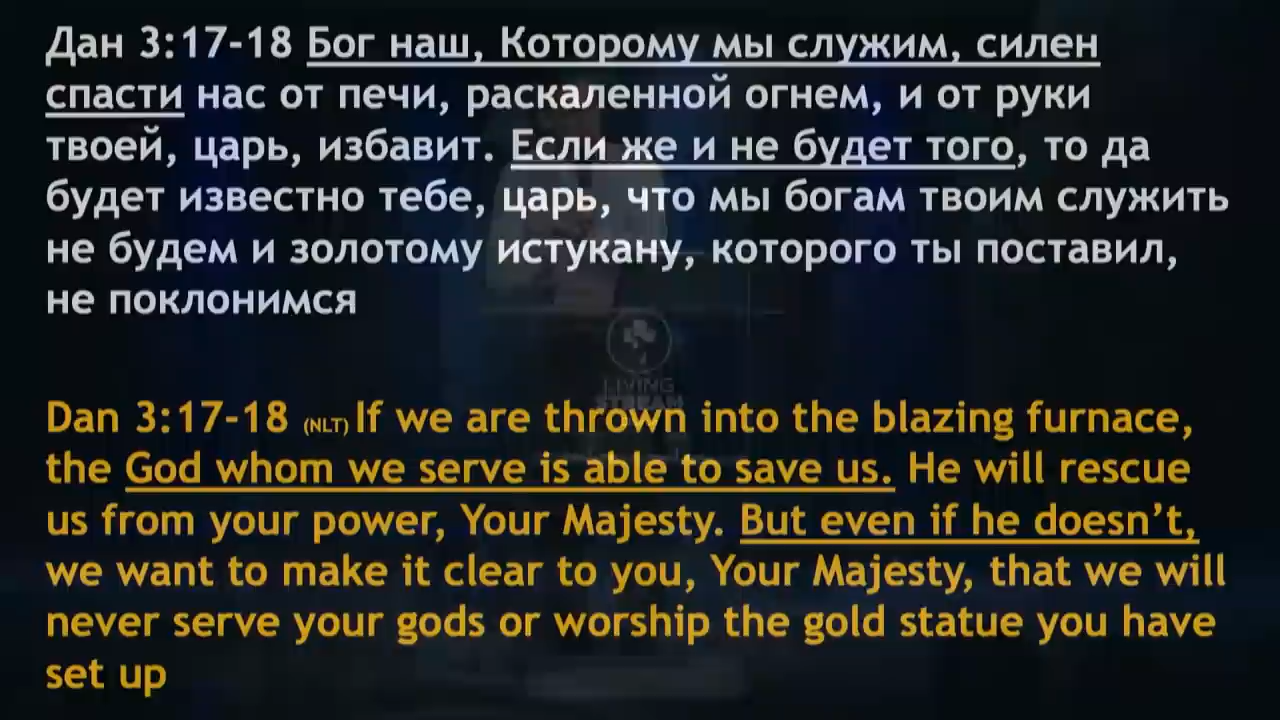 Дан 3:17-18 Бог наш, Которому мы служим, силен
спасти нас от печи, раскаленной огнем, и от руки
твоей, царь, избавит. Если же и не будет того, то да
будет известно тебе, царь, что мы богам твоим служить
не будем и золотому истукану, которого ты поставил,
не поклонимся
LIVING
STREAM
Dan 3:17-18 (NLT) If we are thrown into the blazing furnace,
the God whom we serve is able to save us. He will rescue
us from your power, Your Majesty. But even if he doesn’t,
we want to make it clear to you, Your Majesty, that we will
never serve your gods or worship the gold statue you have
set up